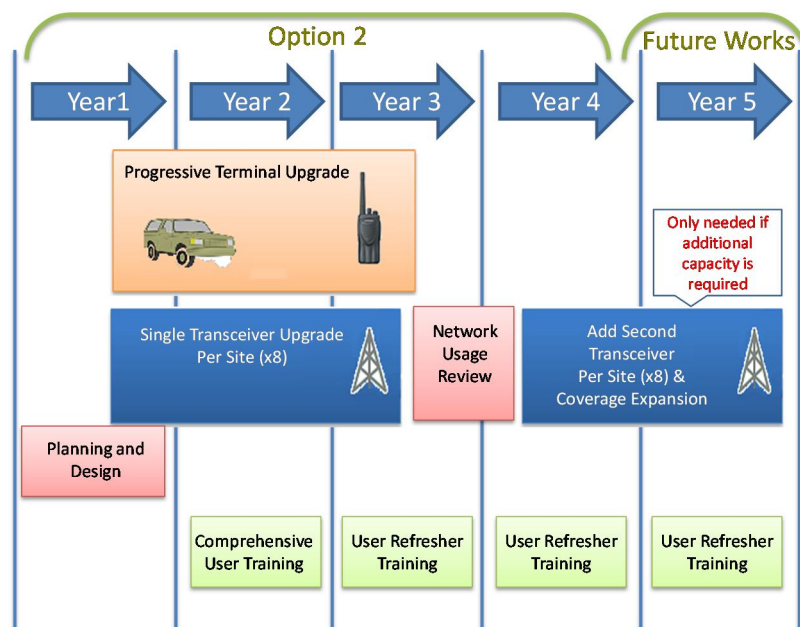 Option 2
Future Works
Year1
Year 2
Year 3
Year 4
Year 5
Progressive Terminal Upgrade
Only needed if
additional
capacity is
required
Single Transceiver Upgrade
Per Site (x8)
Network
Usage
Review
Add Second
Transceiver
Per Site (x8) &
Coverage Expansion
Planning and
Design
Comprehensive
User Training
User Refresher
Training
User Refresher
Training
User Refresher
Training